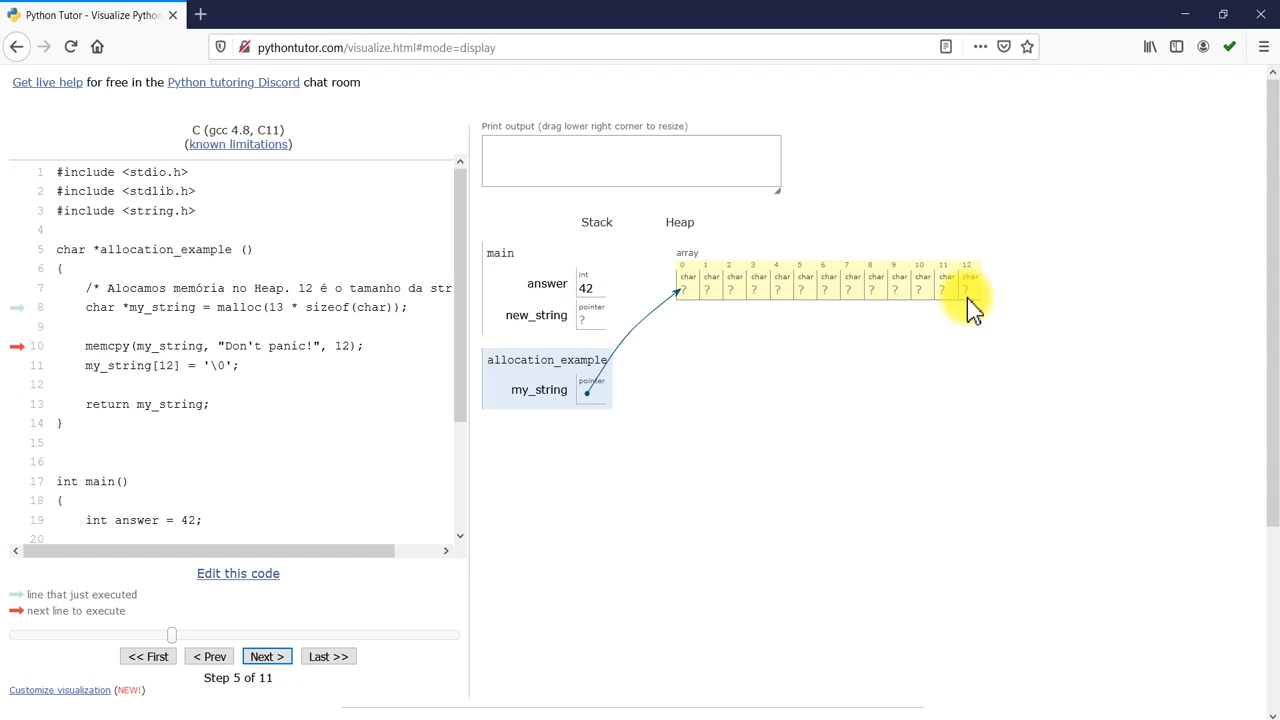 Python Tutor - Visualize Python,
pythontutor.com/visualize.html#mode=display
Get live help for free in the Python tutoring Discord chat room
C (gcc 4.8, C11)
(known limitations)
1 #include <stdio.h>
2 #include <stdlib.h>
3 #include <string.h>
4
5 char *allocation_example ()
6 {
7 /* Alocamos memória no Heap. 12 é o tamanho da str
8 char *my_string = malloc(13 * sizeof(char));
9
10 memcpy(my_string, "Don't panic!", 12);
11 my_string[12] = '\0';
12
13 return my_string;
14 }
15
16
17 int main()
18 {
19 int answer = 42;
20
Edit this code
line that just executed
next line to execute
<< First < Prev Next > Last >>
Step 5 of 11
Customize visualization (NEW!)
Print output (drag lower right corner to resize)
Stack Heap
main
answer int 42
new_string pointer ?
allocation_example
my_string pointer
array
0 1 2 3 4 5 6 7 8 9 10 11 12
char char char char char char char char char char char char char
? ? ? ? ? ? ? ? ? ? ? ? ?